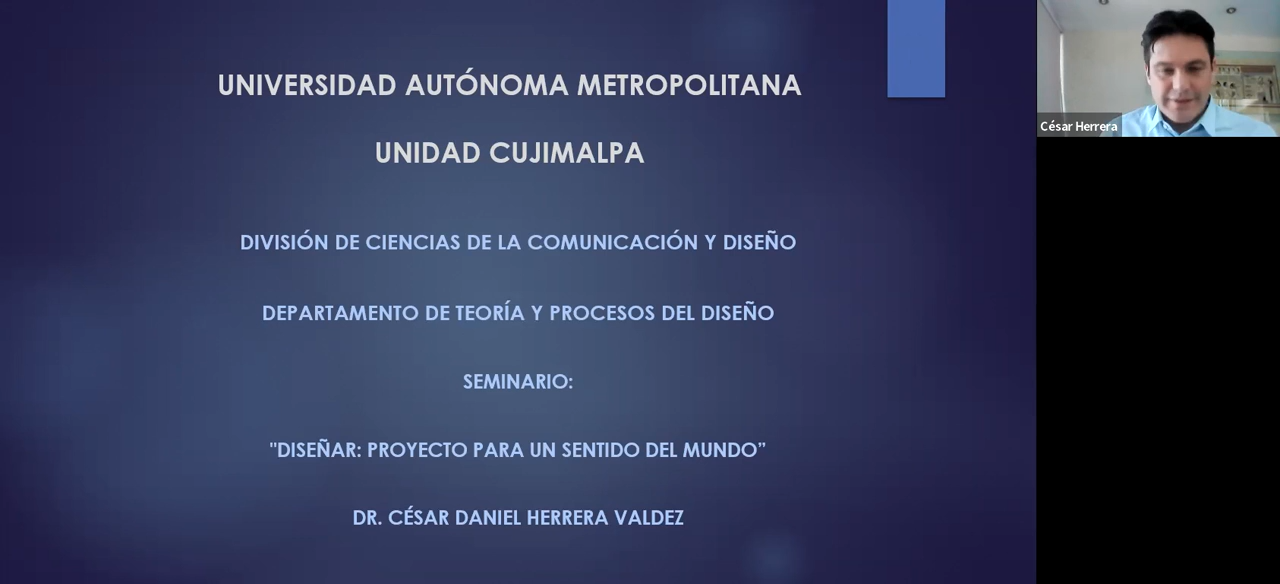 UNIVERSIDAD AUTÓNOMA METROPOLITANA
UNIDAD CUJIMALPA
DIVISIÓN DE CIENCIAS DE LA COMUNICACIÓN Y DISEÑO
DEPARTAMENTO DE TEORÍA Y PROCESOS DEL DISEÑO
SEMINARIO:
"DISEÑAR: PROYECTO PARA UN SENTIDO DEL MUNDO”
DR. CÉSAR DANIEL HERRERA VALDEZ
César Herrera